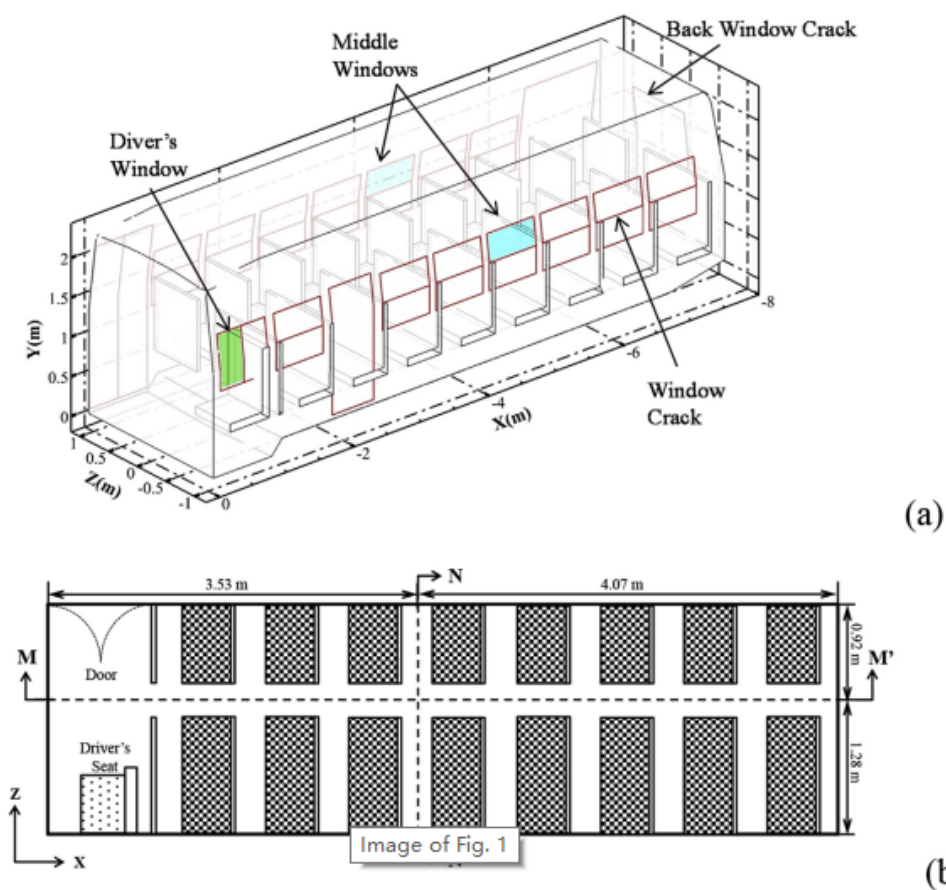 Back Window Crack
Middle
Windows
Diver's
Window
2
1.5
1
0.5
0
Y(m)
1
0.5
0
-0.5
-1
Z(m)
0
-2
-4
-6
-8
X(m)
Window
Crack
(a)
3.53 m
N
4.07 m
M
Door
0.92 m
M'
Driver's
Seat
1.28 m
Z
X
Image of Fig. 1
(b